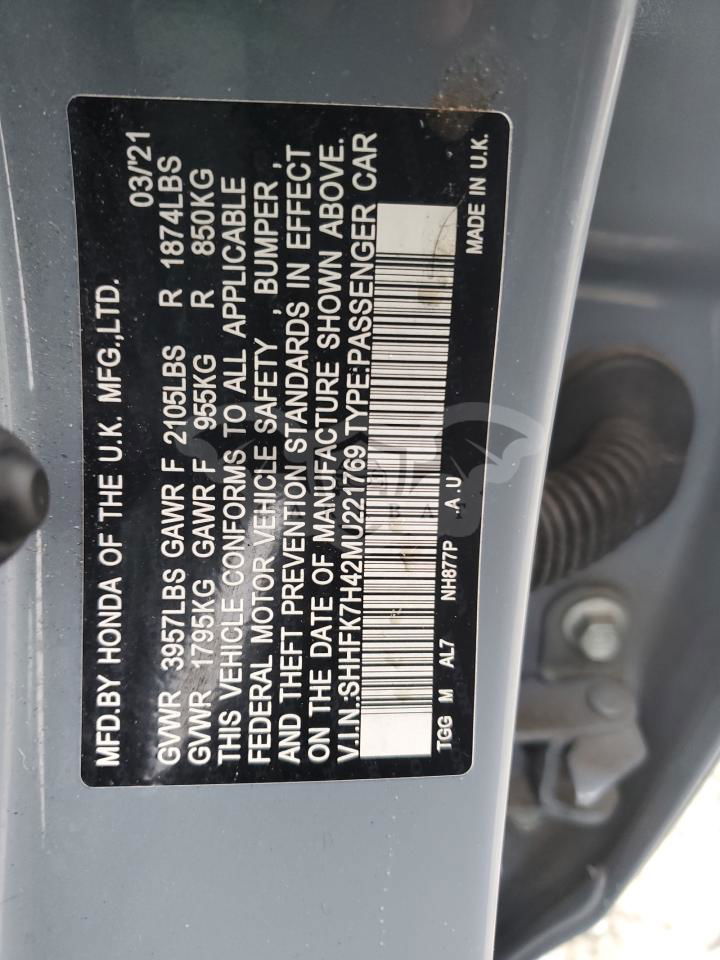 MFD.BY HONDA OF THE U.K. MFG.,LTD. 03/'21
GVWR 3957LBS GAWR F 2105LBS R 1874LBS
GVWR 1795KG GAWR F 955KG R 850KG
THIS VEHICLE CONFORMS TO ALL APPLICABLE
FEDERAL MOTOR VEHICLE SAFETY , BUMPER ,
AND THEFT PREVENTION STANDARDS IN EFFECT
ON THE DATE OF MANUFACTURE SHOWN ABOVE.
V.I.N.:SHHFK7H42MU221769 TYPE:PASSENGER CAR
TGG M AL7 NH877P A.U MADE IN U.K.